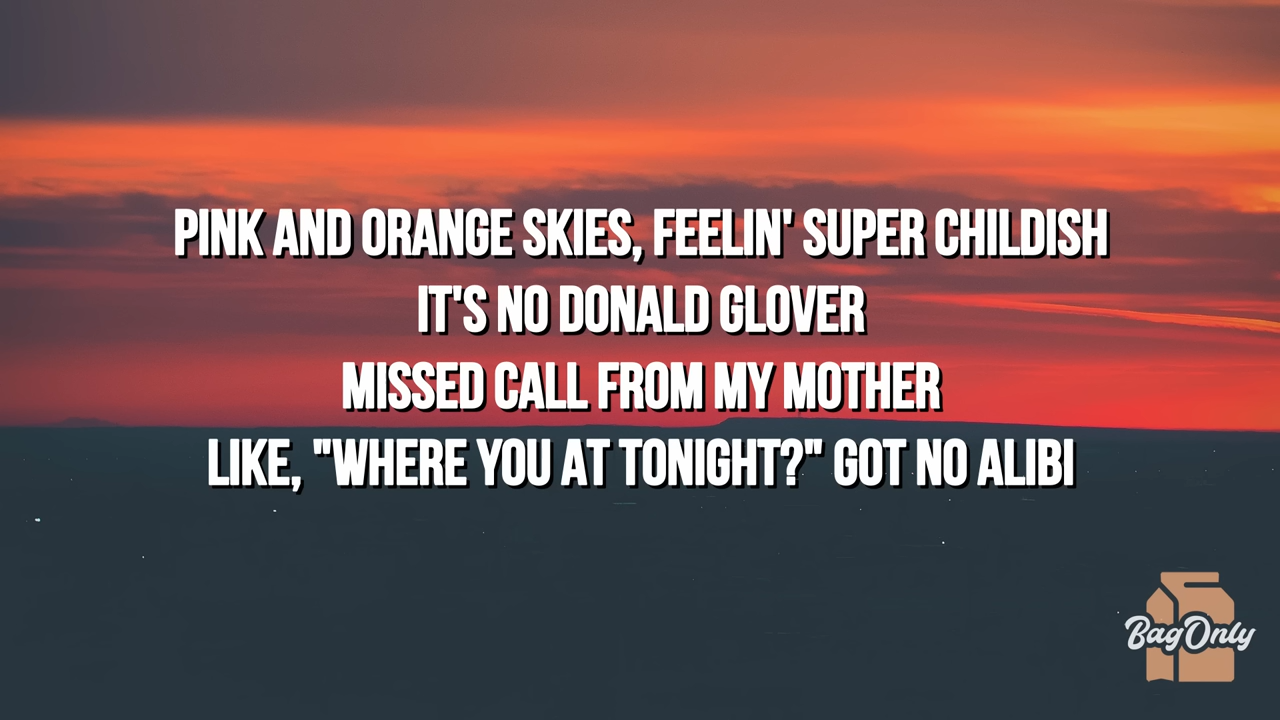 PINK AND ORANGE SKIES, FEELIN' SUPER CHILDISH
IT'S NO DONALD GLOVER
MISSED CALL FROM MY MOTHER
LIKE, "WHERE YOU AT TONIGHT?" GOT NO ALIBI
BagOnly